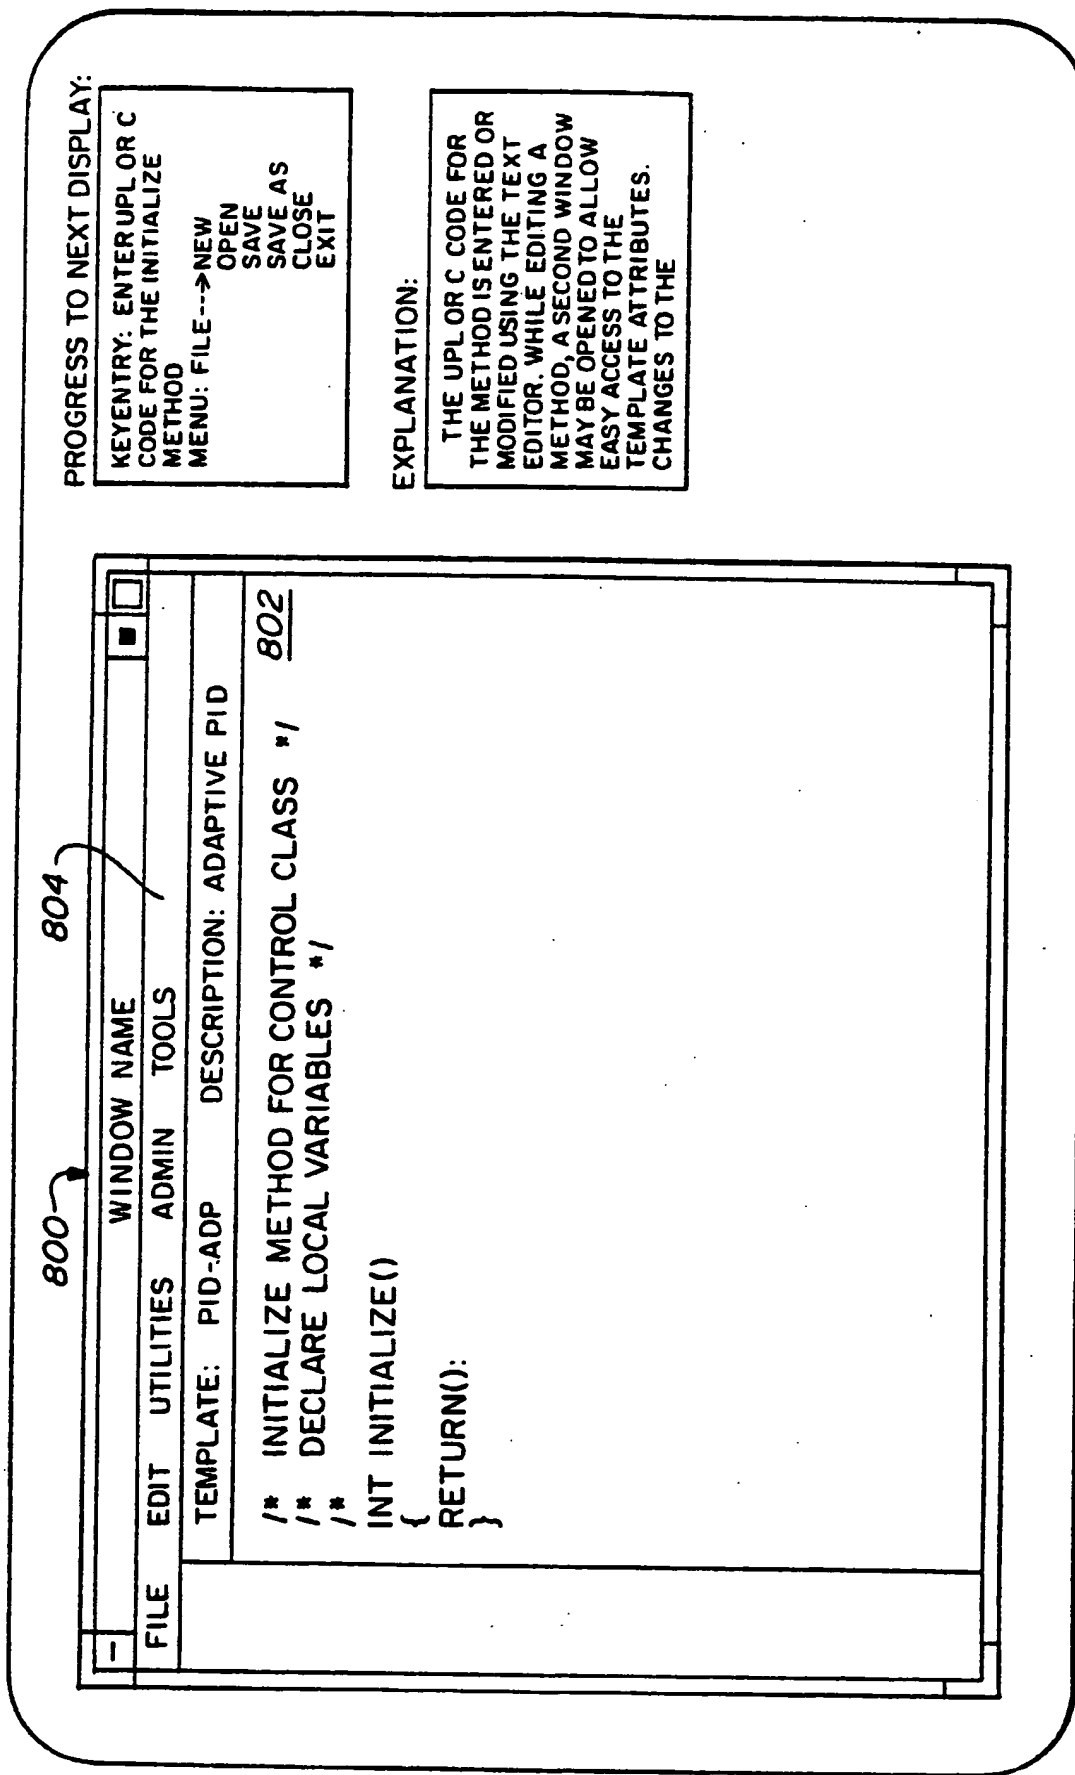 800
804
WINDOW NAME
FILE EDIT UTILITIES ADMIN TOOLS
TEMPLATE: PID-ADP DESCRIPTION: ADAPTIVE PID
802
/* INITIALIZE METHOD FOR CONTROL CLASS */
/* DECLARE LOCAL VARIABLES */
/*
INT INITIALIZE()
{
RETURN():
}
PROGRESS TO NEXT DISPLAY:
KEYENTRY: ENTER UPL OR C
CODE FOR THE INITIALIZE
METHOD
MENU: FILE--->NEW
OPEN
SAVE
SAVE AS
CLOSE
EXIT
EXPLANATION:
THE UPL OR C CODE FOR
THE METHOD IS ENTERED OR
MODIFIED USING THE TEXT
EDITOR. WHILE EDITING A
METHOD, A SECOND WINDOW
MAY BE OPENED TO ALLOW
EASY ACCESS TO THE
TEMPLATE ATTRIBUTES.
CHANGES TO THE